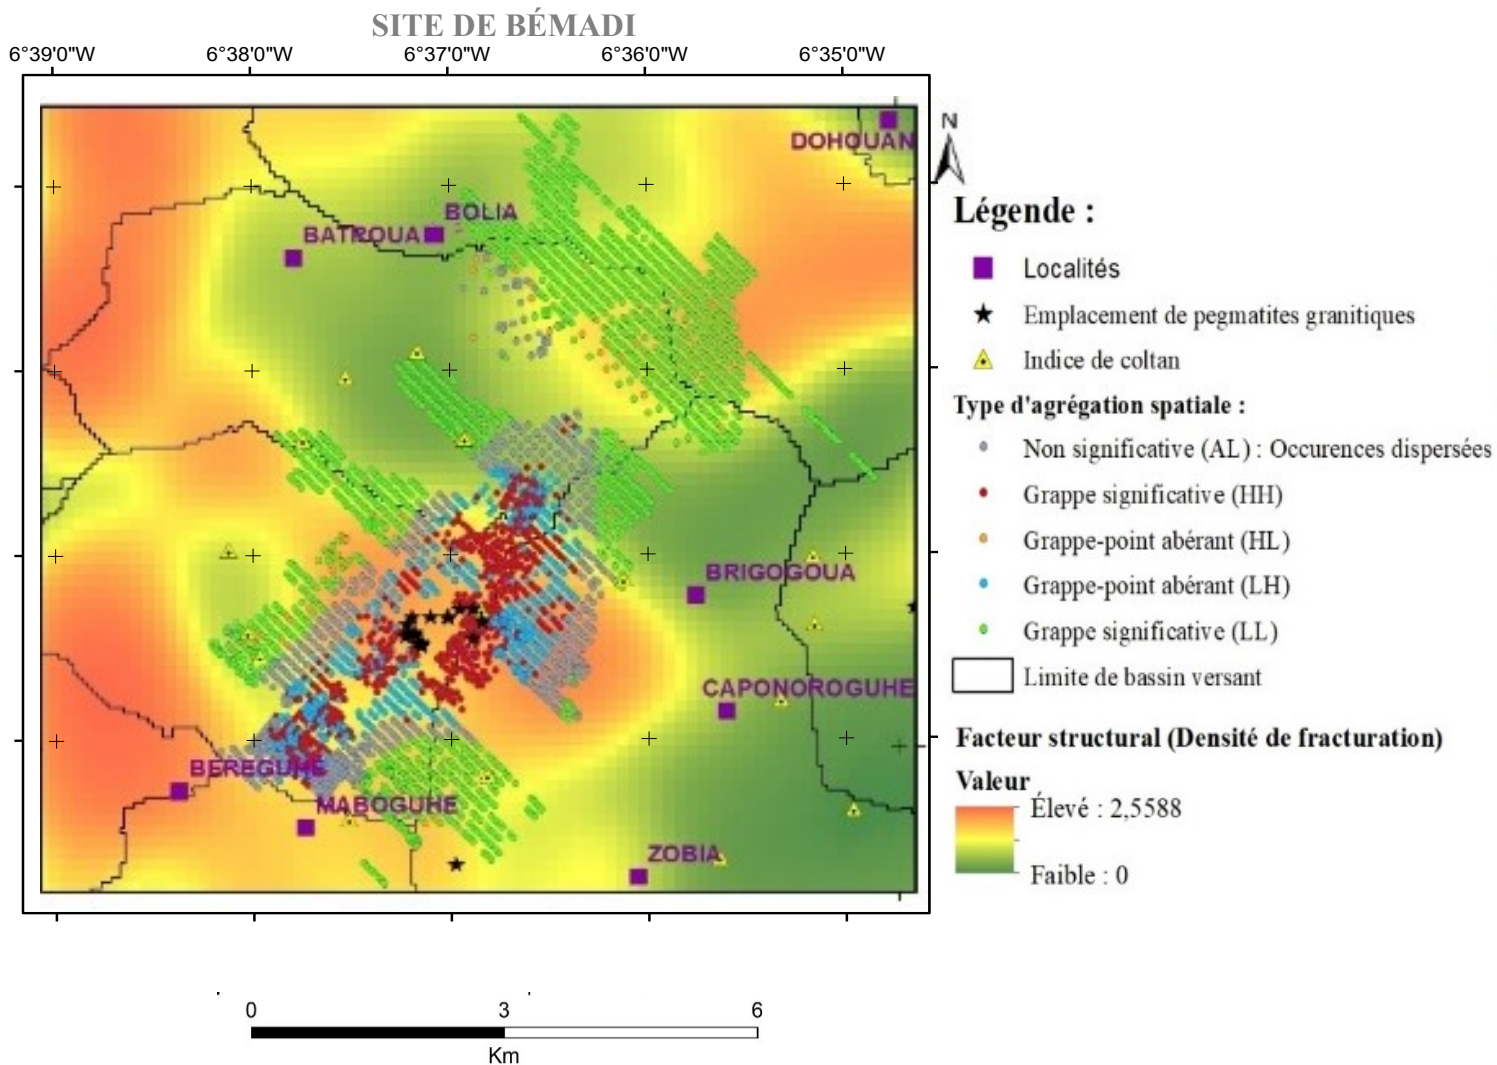 SITE DE BÉMADI
6°39'0"W 6°38'0"W 6°37'0"W 6°36'0"W 6°35'0"W
DOHOUAN
BOLIA
BATROUA
BRIGOGOUA
CAPONOROGUHE
BEREGUHE
MABOGUHE
ZOBIA
N
Légende :
Localités
Emplacement de pegmatites granitiques
Indice de coltan
Type d'agrégation spatiale :
Non significative (AL) : Occurences dispersées
Grappe significative (HH)
Grappe-point abérant (HL)
Grappe-point abérant (LH)
Grappe significative (LL)
Limite de bassin versant
Facteur structural (Densité de fracturation)
Valeur
Élevé : 2,5588
Faible : 0
0 3 6
Km